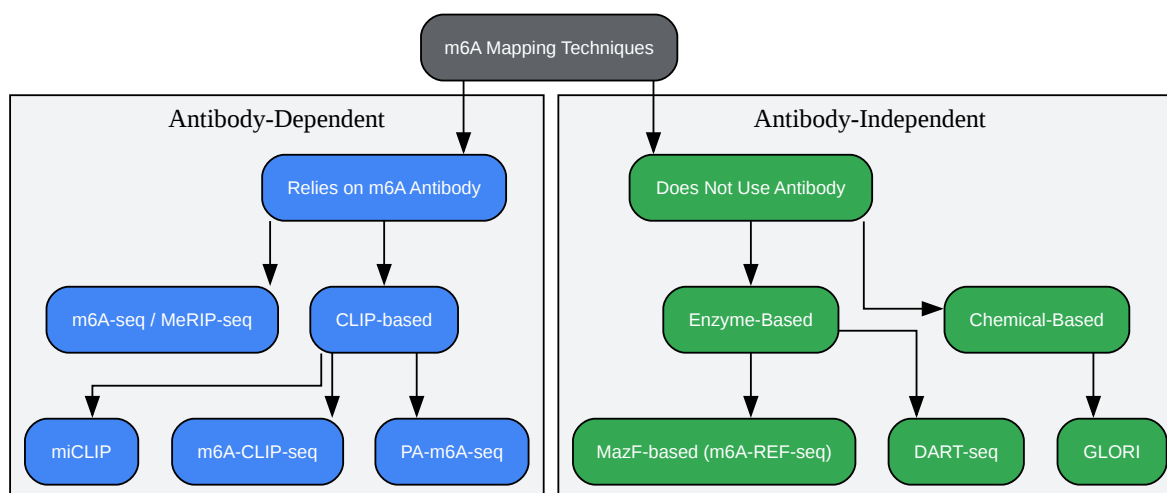 m6A Mapping Techniques
Antibody-Dependent
Antibody-Independent
Relies on m6A Antibody
Does Not Use Antibody
m6A-seq / MeRIP-seq
CLIP-based
Enzyme-Based
Chemical-Based
miCLIP
m6A-CLIP-seq
PA-m6A-seq
MazF-based (m6A-REF-seq)
DART-seq
GLORI